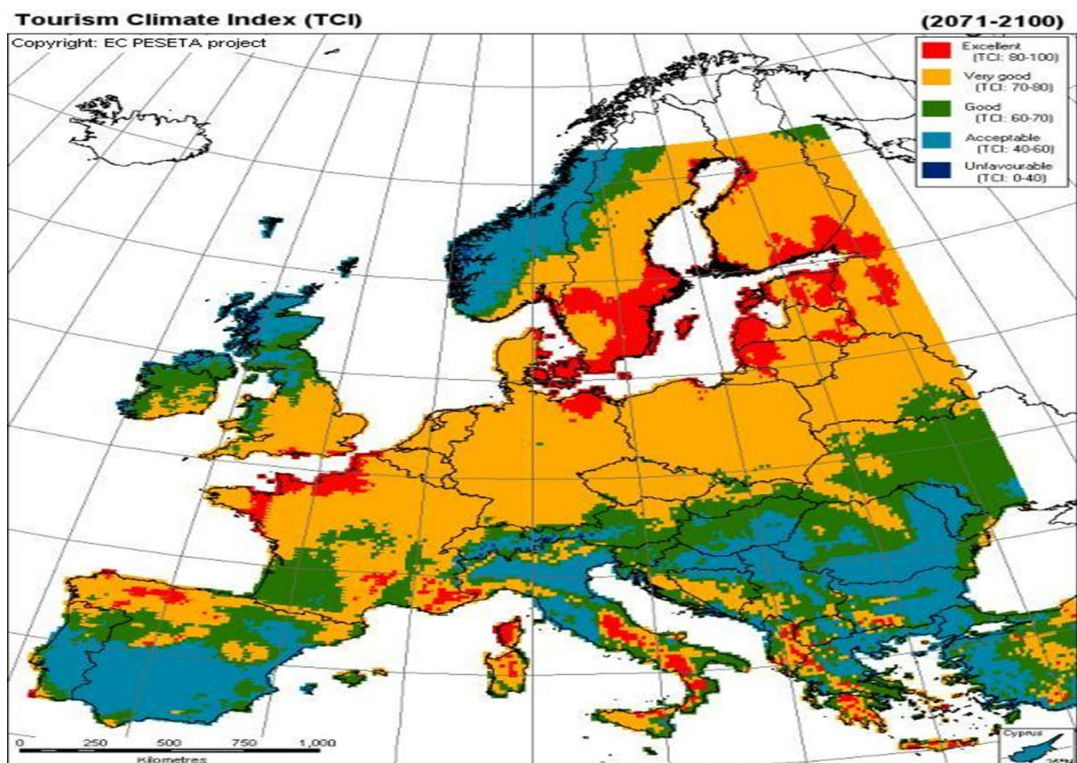 Tourism Climate Index (TCI)
(2071-2100)
Copyright: EC PESETA project
Excellent
(TCI: 80-100)
Very good
(TCI: 70-80)
Good
(TCI: 60-70)
Acceptable
(TCI: 40-60)
Unfavourable
(TCI: 0-40)
0 250 500 750 1,000
Kilometres
Cyprus